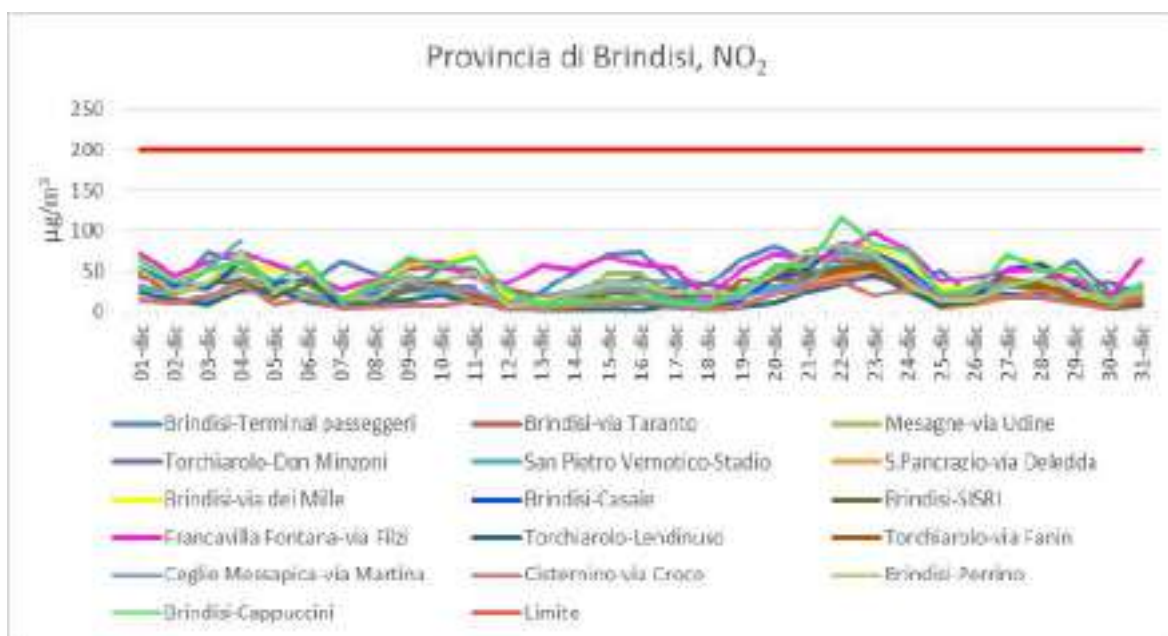 Provincia di Brindisi, NO₂
250
200
150
100
50
0
µg/m³
01-dic 02-dic 03-dic 04-dic 05-dic 06-dic 07-dic 08-dic 09-dic 10-dic 11-dic 12-dic 13-dic 14-dic 15-dic 16-dic 17-dic 18-dic 19-dic 20-dic 21-dic 22-dic 23-dic 24-dic 25-dic 26-dic 27-dic 28-dic 29-dic 30-dic 31-dic
Brindisi-Terminal passeggeri Brindisi-via Taranto Mesagne-via Udine
Torchiarolo-Don Minzoni San Pietro Vernotico-Stadio S.Pancrazio-via Deledda
Brindisi-via dei Mille Brindisi-Casale Brindisi-SISRI
Francavilla Fontana-via Filzi Torchiarolo-Lendinuso Torchiarolo-via Fanin
Ceglie Messapica-via Martina Cisternino-via Croce Brindisi-Perrino
Brindisi-Cappuccini Limite